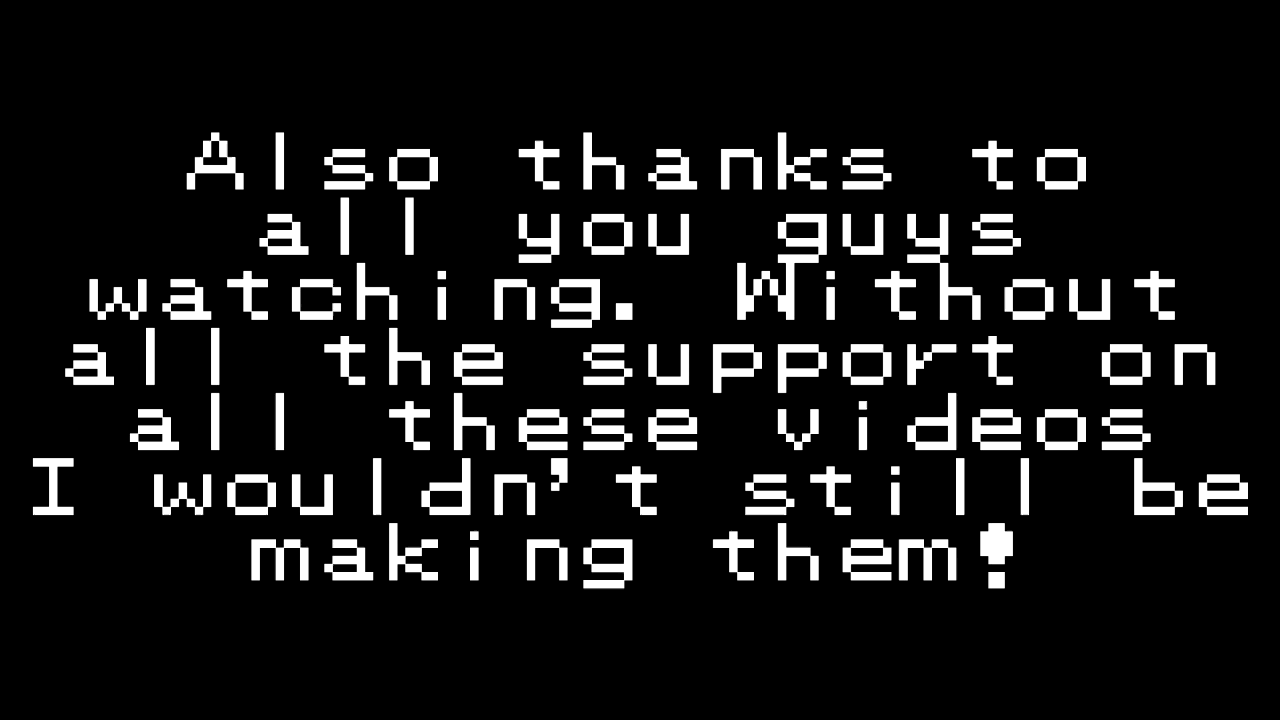 Also thanks to
all you guys
watching. Without
all the support on
all these videos
I wouldn't still be
making them!